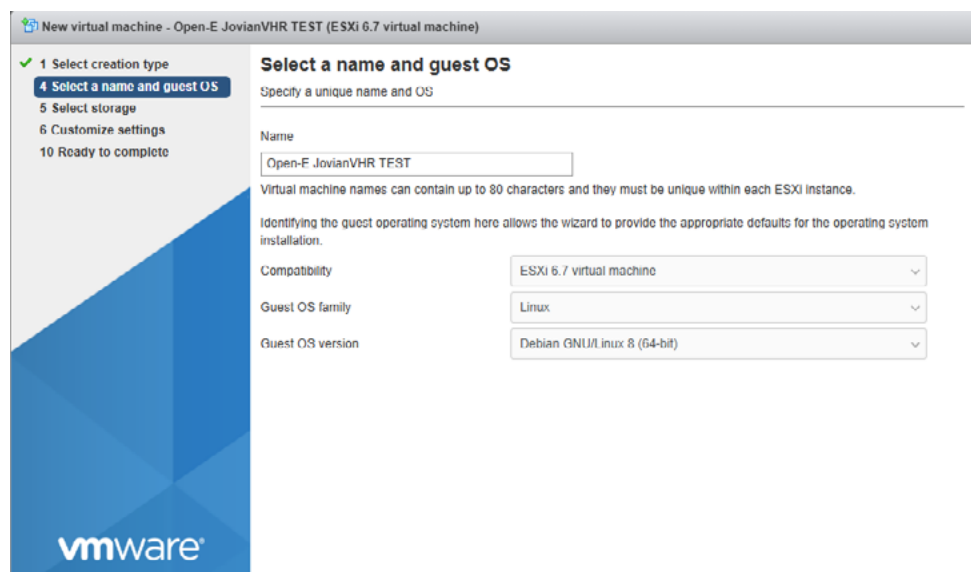 New virtual machine - Open-E JovianVHR TEST (ESXi 6.7 virtual machine)
1 Select creation type
4 Select a name and guest OS
5 Select storage
6 Customize settings
10 Ready to complete
Select a name and guest OS
Specify a unique name and OS
Name
Open-E JovianVHR TEST
Virtual machine names can contain up to 80 characters and they must be unique within each ESXi instance.
Identifying the guest operating system here allows the wizard to provide the appropriate defaults for the operating system
installation.
Compatibility
ESXi 6.7 virtual machine
Guest OS family
Linux
Guest OS version
Debian GNU/Linux 8 (64-bit)
vmware®